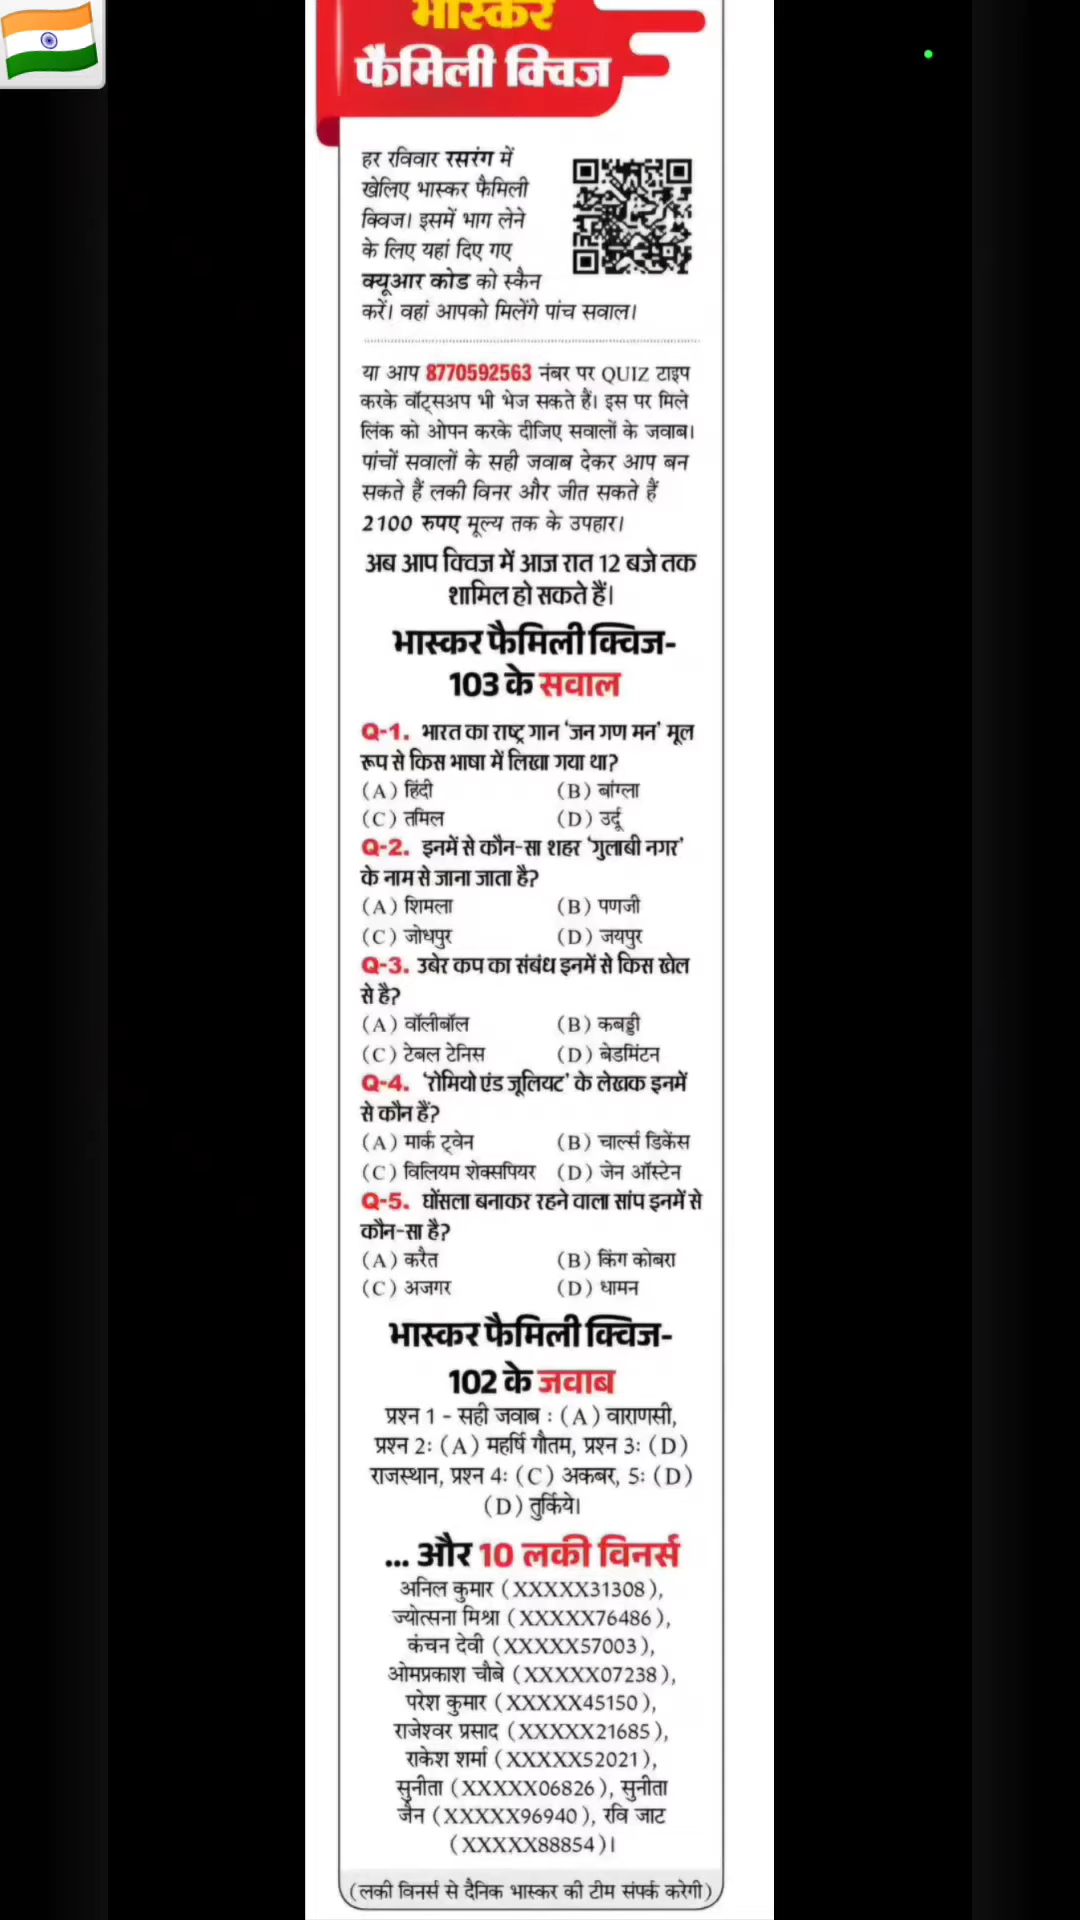 भास्कर
फैमिली क्विज
हर रविवार रसरंग में
खेलिए भास्कर फैमिली
क्विज। इसमें भाग लेने
के लिए यहां दिए गए
क्यूआर कोड को स्कैन
करें। वहां आपको मिलेंगे पांच सवाल।
या आप 8770592563 नंबर पर QUIZ टाइप
करके वॉट्सअप भी भेज सकते हैं। इस पर मिले
लिंक को ओपन करके दीजिए सवालों के जवाब।
पांचों सवालों के सही जवाब देकर आप बन
सकते हैं लकी विनर और जीत सकते हैं
2100 रुपए मूल्य तक के उपहार।
अब आप क्विज में आज रात 12 बजे तक
शामिल हो सकते हैं।
भास्कर फैमिली क्विज-
103 के सवाल
Q-1. भारत का राष्ट्र गान ‘जन गण मन’ मूल
रूप से किस भाषा में लिखा गया था?
(A) हिंदी (B) बांग्ला
(C) तमिल (D) उर्दू
Q-2. इनमें से कौन-सा शहर ‘गुलाबी नगर’
के नाम से जाना जाता है?
(A) शिमला (B) पणजी
(C) जोधपुर (D) जयपुर
Q-3. उबेर कप का संबंध इनमें से किस खेल
से है?
(A) वॉलीबॉल (B) कबड्डी
(C) टेबल टेनिस (D) बेडमिंटन
Q-4. ‘रोमियो एंड जूलियट’ के लेखक इनमें
से कौन हैं?
(A) मार्क ट्वेन (B) चार्ल्स डिकेंस
(C) विलियम शेक्सपियर (D) जेन ऑस्टेन
Q-5. घोंसला बनाकर रहने वाला सांप इनमें से
कौन-सा है?
(A) करैत (B) किंग कोबरा
(C) अजगर (D) धामन
भास्कर फैमिली क्विज-
102 के जवाब
प्रश्न 1 - सही जवाब : (A) वाराणसी,
प्रश्न 2: (A) महर्षि गौतम, प्रश्न 3: (D)
राजस्थान, प्रश्न 4: (C) अकबर, 5: (D)
(D) तुर्किये।
... और 10 लकी विनर्स
अनिल कुमार (XXXXX31308),
ज्योत्सना मिश्रा (XXXXX76486),
कंचन देवी (XXXXX57003),
ओमप्रकाश चौबे (XXXXX07238),
परेश कुमार (XXXXX45150),
राजेश्वर प्रसाद (XXXXX21685),
राकेश शर्मा (XXXXX52021),
सुनीता (XXXXX06826), सुनीता
जैन (XXXXX96940), रवि जाट
(XXXXX88854)।
(लकी विनर्स से दैनिक भास्कर की टीम संपर्क करेगी)